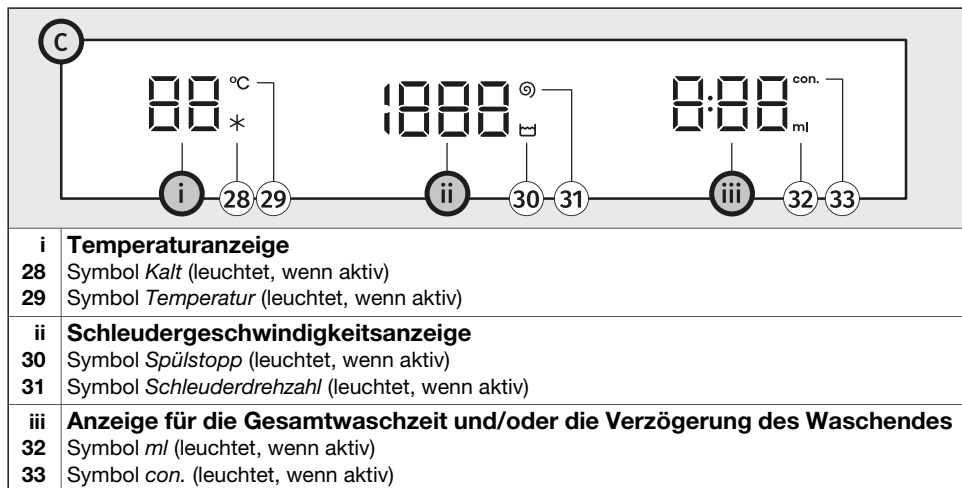 C
88 °C 1888 8:88 con.
* ml
i 28 29 ii 30 31 iii 32 33
i Temperaturanzeige
28 Symbol Kalt (leuchtet, wenn aktiv)
29 Symbol Temperatur (leuchtet, wenn aktiv)
ii Schleudergeschwindigkeitsanzeige
30 Symbol Spülstopp (leuchtet, wenn aktiv)
31 Symbol Schleuderdrehzahl (leuchtet, wenn aktiv)
iii Anzeige für die Gesamtwaschzeit und/oder die Verzögerung des Waschendes
32 Symbol ml (leuchtet, wenn aktiv)
33 Symbol con. (leuchtet, wenn aktiv)